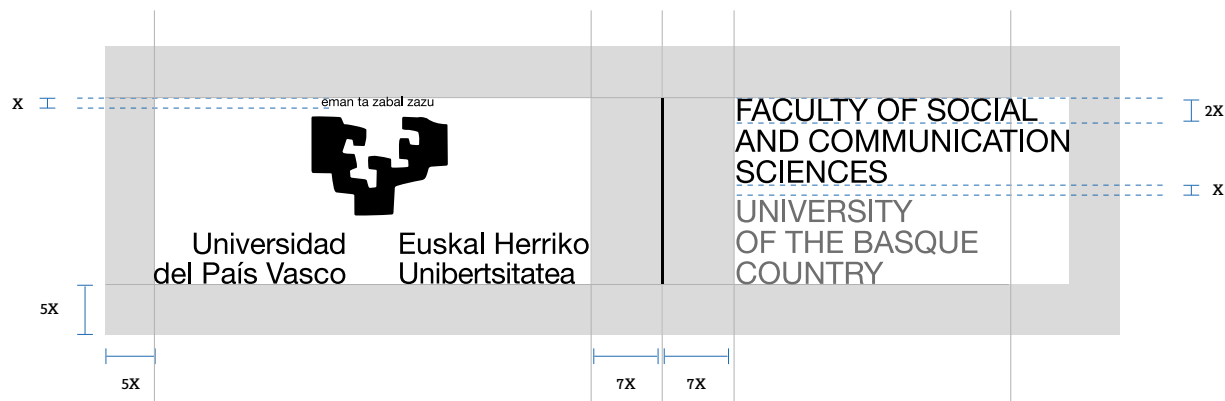 X
eman ta zabal zazu
Universidad
del País Vasco
Euskal Herriko
Unibertsitatea
FACULTY OF SOCIAL
AND COMMUNICATION
SCIENCES
UNIVERSITY
OF THE BASQUE
COUNTRY
2X
X
5X
5X
7X
7X